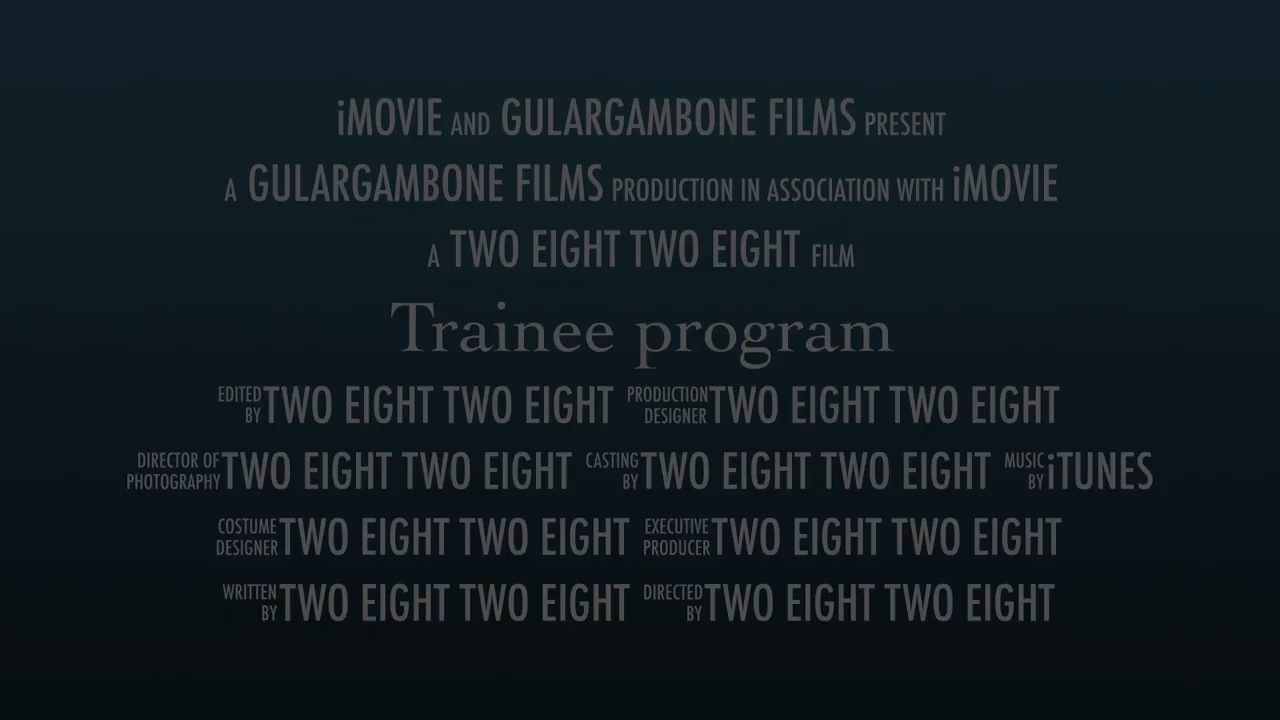 iMOVIE AND GULARGAMBONE FILMS PRESENT
A GULARGAMBONE FILMS PRODUCTION IN ASSOCIATION WITH iMOVIE
A TWO EIGHT TWO EIGHT FILM
Trainee program
EDITED BY TWO EIGHT TWO EIGHT PRODUCTION DESIGNER TWO EIGHT TWO EIGHT
DIRECTOR OF PHOTOGRAPHY TWO EIGHT TWO EIGHT CASTING BY TWO EIGHT TWO EIGHT MUSIC BY iTUNES
COSTUME DESIGNER TWO EIGHT TWO EIGHT EXECUTIVE PRODUCER TWO EIGHT TWO EIGHT
WRITTEN BY TWO EIGHT TWO EIGHT DIRECTED BY TWO EIGHT TWO EIGHT